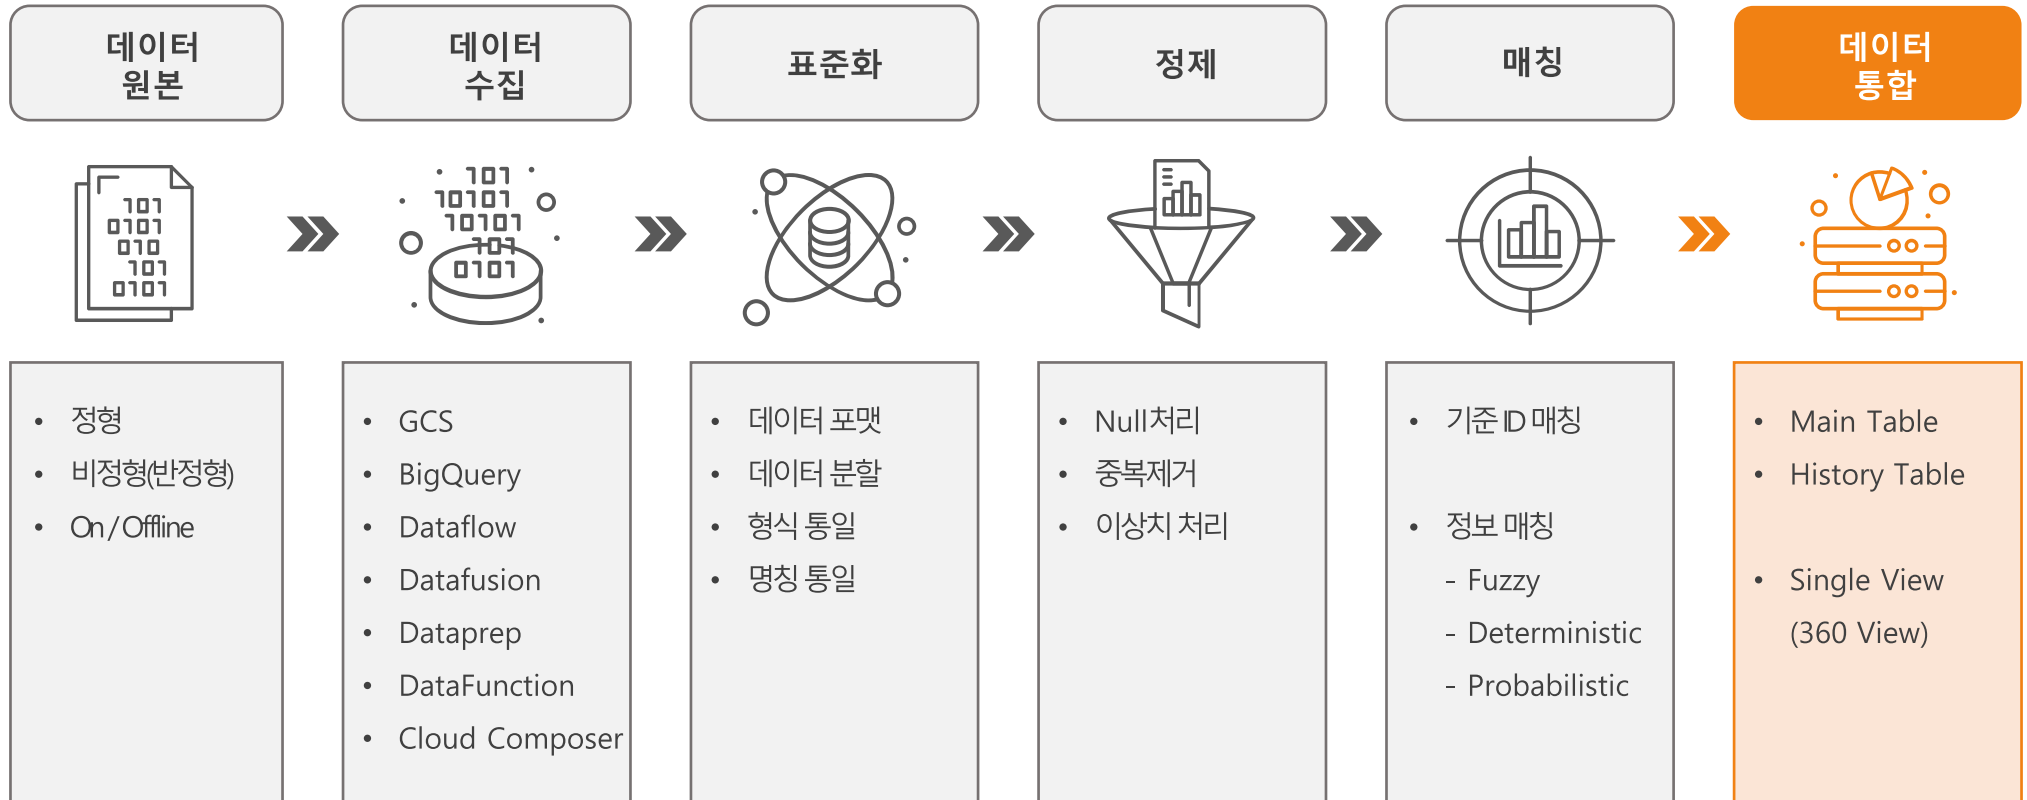 데이터
원본
데이터
수집
표준화
정제
매칭
데이터
통합
101
0101
010
101
0101
101
10101
10101
101
0101
• 정형
• 비정형(반정형)
• On / Offline
• GCS
• BigQuery
• Dataflow
• Datafusion
• Dataprep
• DataFunction
• Cloud Composer
• 데이터 포맷
• 데이터 분할
• 형식 통일
• 명칭 통일
• Null처리
• 중복제거
• 이상치 처리
• 기준 ID 매칭
• 정보 매칭
- Fuzzy
- Deterministic
- Probabilistic
• Main Table
• History Table
• Single View
(360 View)